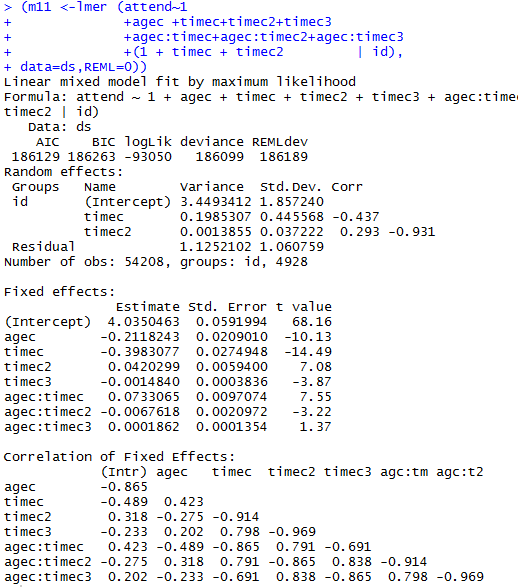 > (m11 <-lmer (attend~1
+ +agec +timec+timec2+timec3
+ +agec:timec+agec:timec2+agec:timec3
+ +(1 + timec + timec2 | id),
+ data=ds,REML=0))
Linear mixed model fit by maximum likelihood
Formula: attend ~ 1 + agec + timec + timec2 + timec3 + agec:time
timec2 | id)
Data: ds
AIC BIC logLik deviance REMLdev
186129 186263 -93050 186099 186189
Random effects:
Groups Name Variance Std.Dev. Corr
id (Intercept) 3.4493412 1.857240
timec 0.1985307 0.445568 -0.437
timec2 0.0013855 0.037222 0.293 -0.931
Residual 1.1252102 1.060759
Number of obs: 54208, groups: id, 4928
Fixed effects:
Estimate Std. Error t value
(Intercept) 4.0350463 0.0591994 68.16
agec -0.2118243 0.0209010 -10.13
timec -0.3983077 0.0274948 -14.49
timec2 0.0420299 0.0059400 7.08
timec3 -0.0014840 0.0003836 -3.87
agec:timec 0.0733065 0.0097074 7.55
agec:timec2 -0.0067618 0.0020972 -3.22
agec:timec3 0.0001862 0.0001354 1.37
Correlation of Fixed Effects:
(Intr) agec timec timec2 timec3 agc:tm agc:t2
agec -0.865
timec -0.489 0.423
timec2 0.318 -0.275 -0.914
timec3 -0.233 0.202 0.798 -0.969
agec:timec 0.423 -0.489 -0.865 0.791 -0.691
agec:timec2 -0.275 0.318 0.791 -0.865 0.838 -0.914
agec:timec3 0.202 -0.233 -0.691 0.838 -0.865 0.798 -0.969